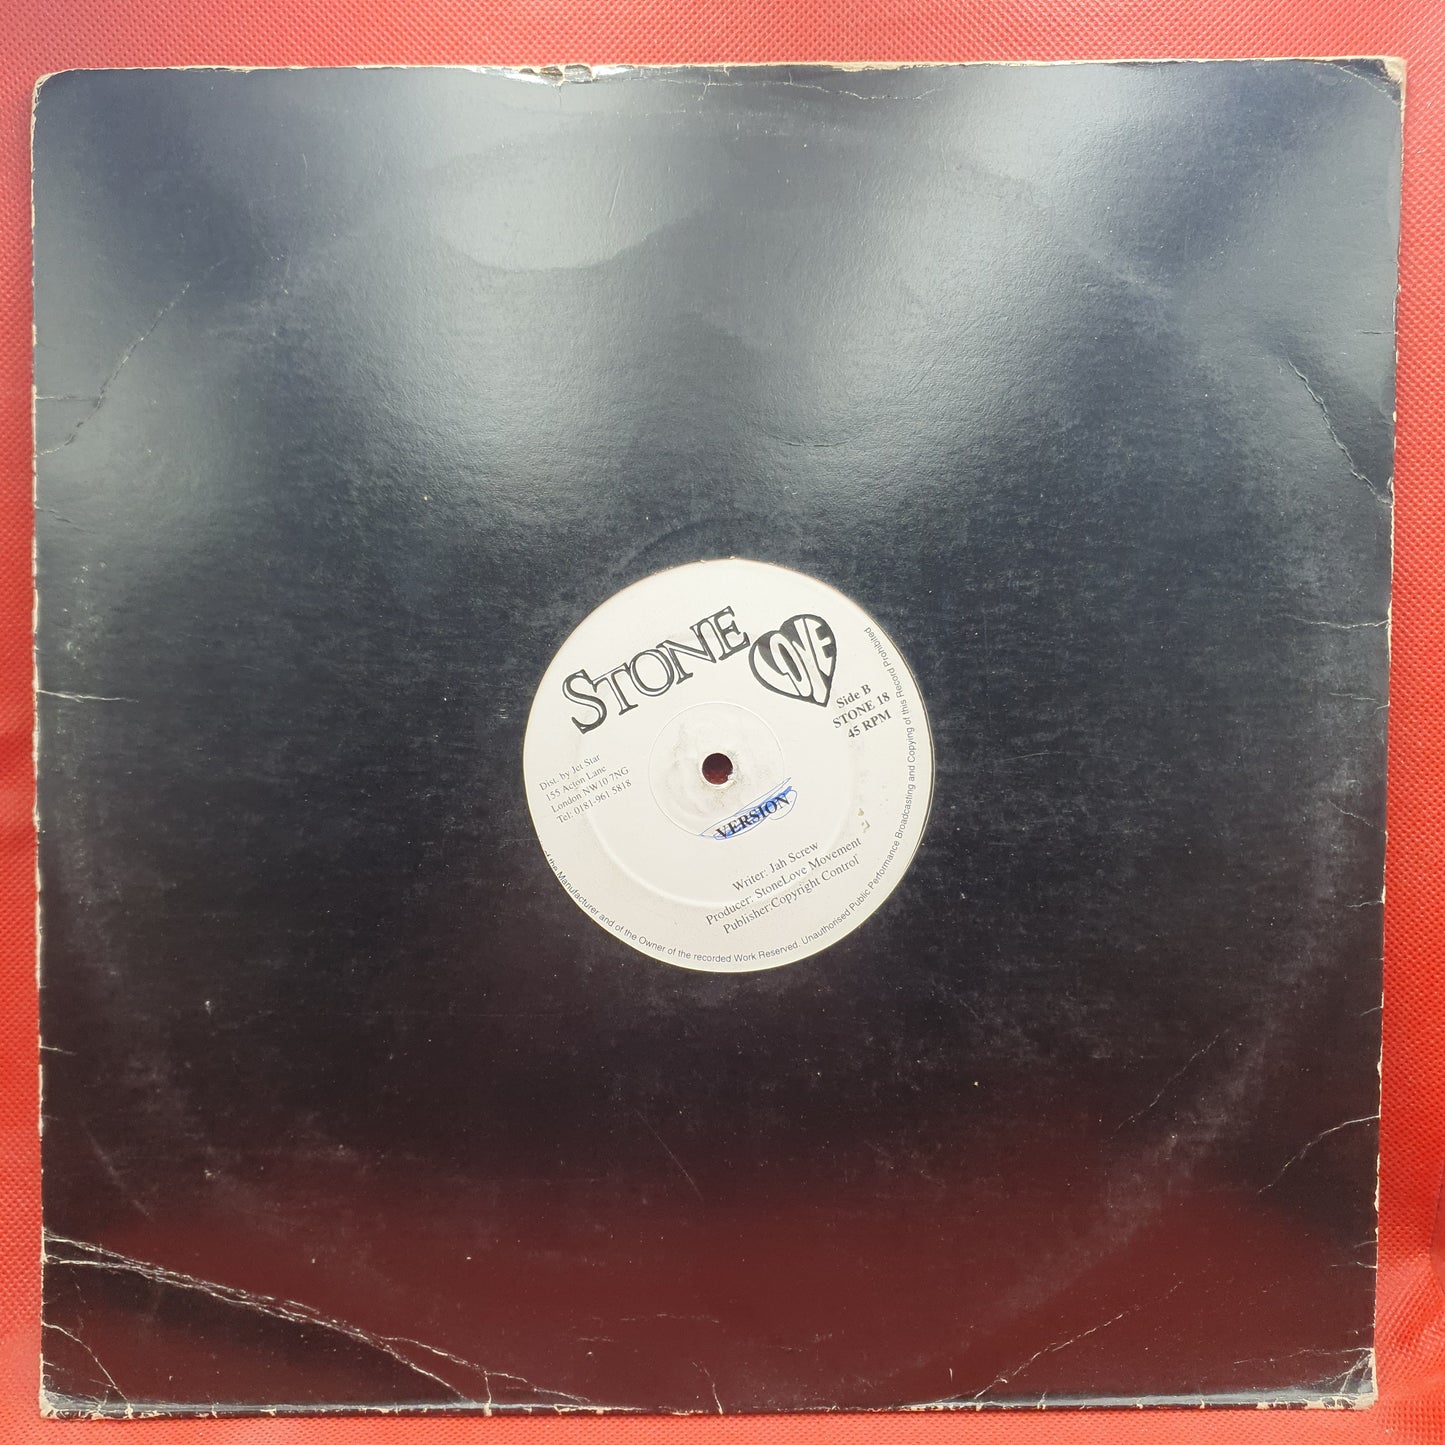 STONE LOVE
Side B
STONE 18
45 RPM
Dist. by Jet Star
155 Acton Lane
London NW10 7NG
Tel: 0181-961 5818
VERSION
Writer: Jah Screw
Producer: StoneLove Movement
Publisher:Copyright Control
the Manufacturer and of the Owner of the recorded Work Reserved. Unauthorised Public Performance Broadcasting and Copying of this Record Prohibited